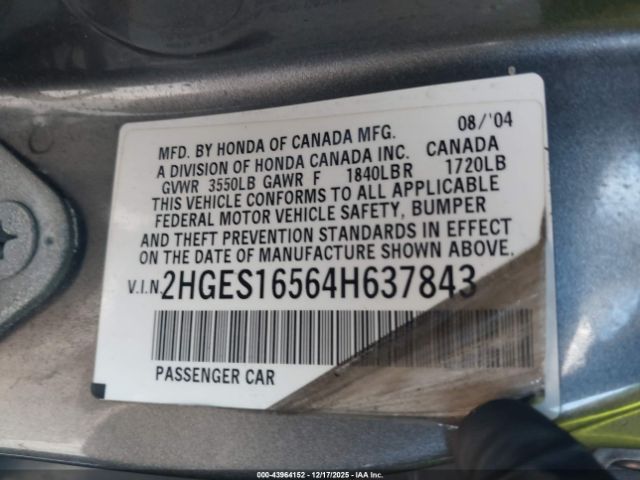 08/'04
MFD. BY HONDA OF CANADA MFG.
A DIVISION OF HONDA CANADA INC. CANADA
GVWR 3550LB GAWR F 1840LB R 1720LB
THIS VEHICLE CONFORMS TO ALL APPLICABLE
FEDERAL MOTOR VEHICLE SAFETY, BUMPER
AND THEFT PREVENTION STANDARDS IN EFFECT
ON THE DATE OF MANUFACTURE SHOWN ABOVE.
V.I.N. 2HGES16564H637843
PASSENGER CAR
000-43964152 - 12/17/2025 - IAAI.COM